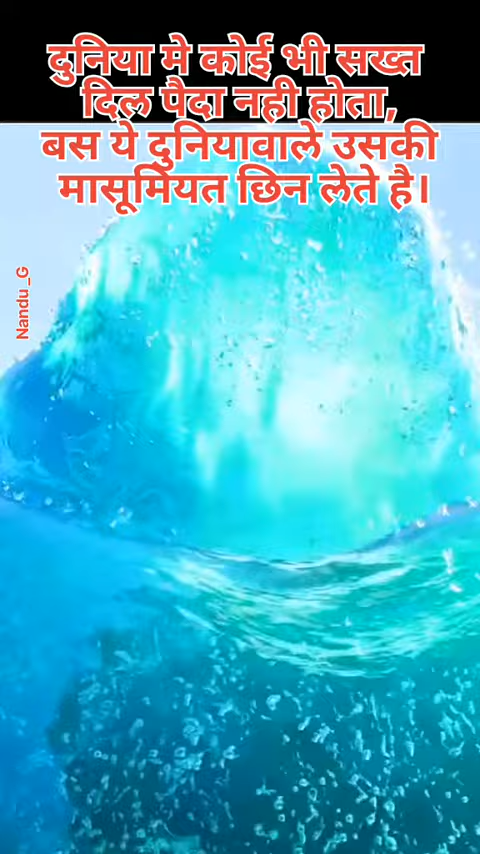 दुनिया मे कोई भी सख्त
दिल पैदा नही होता,
बस ये दुनियावाले उसकी
मासूमियत छिन लेते है।
Nandu_G